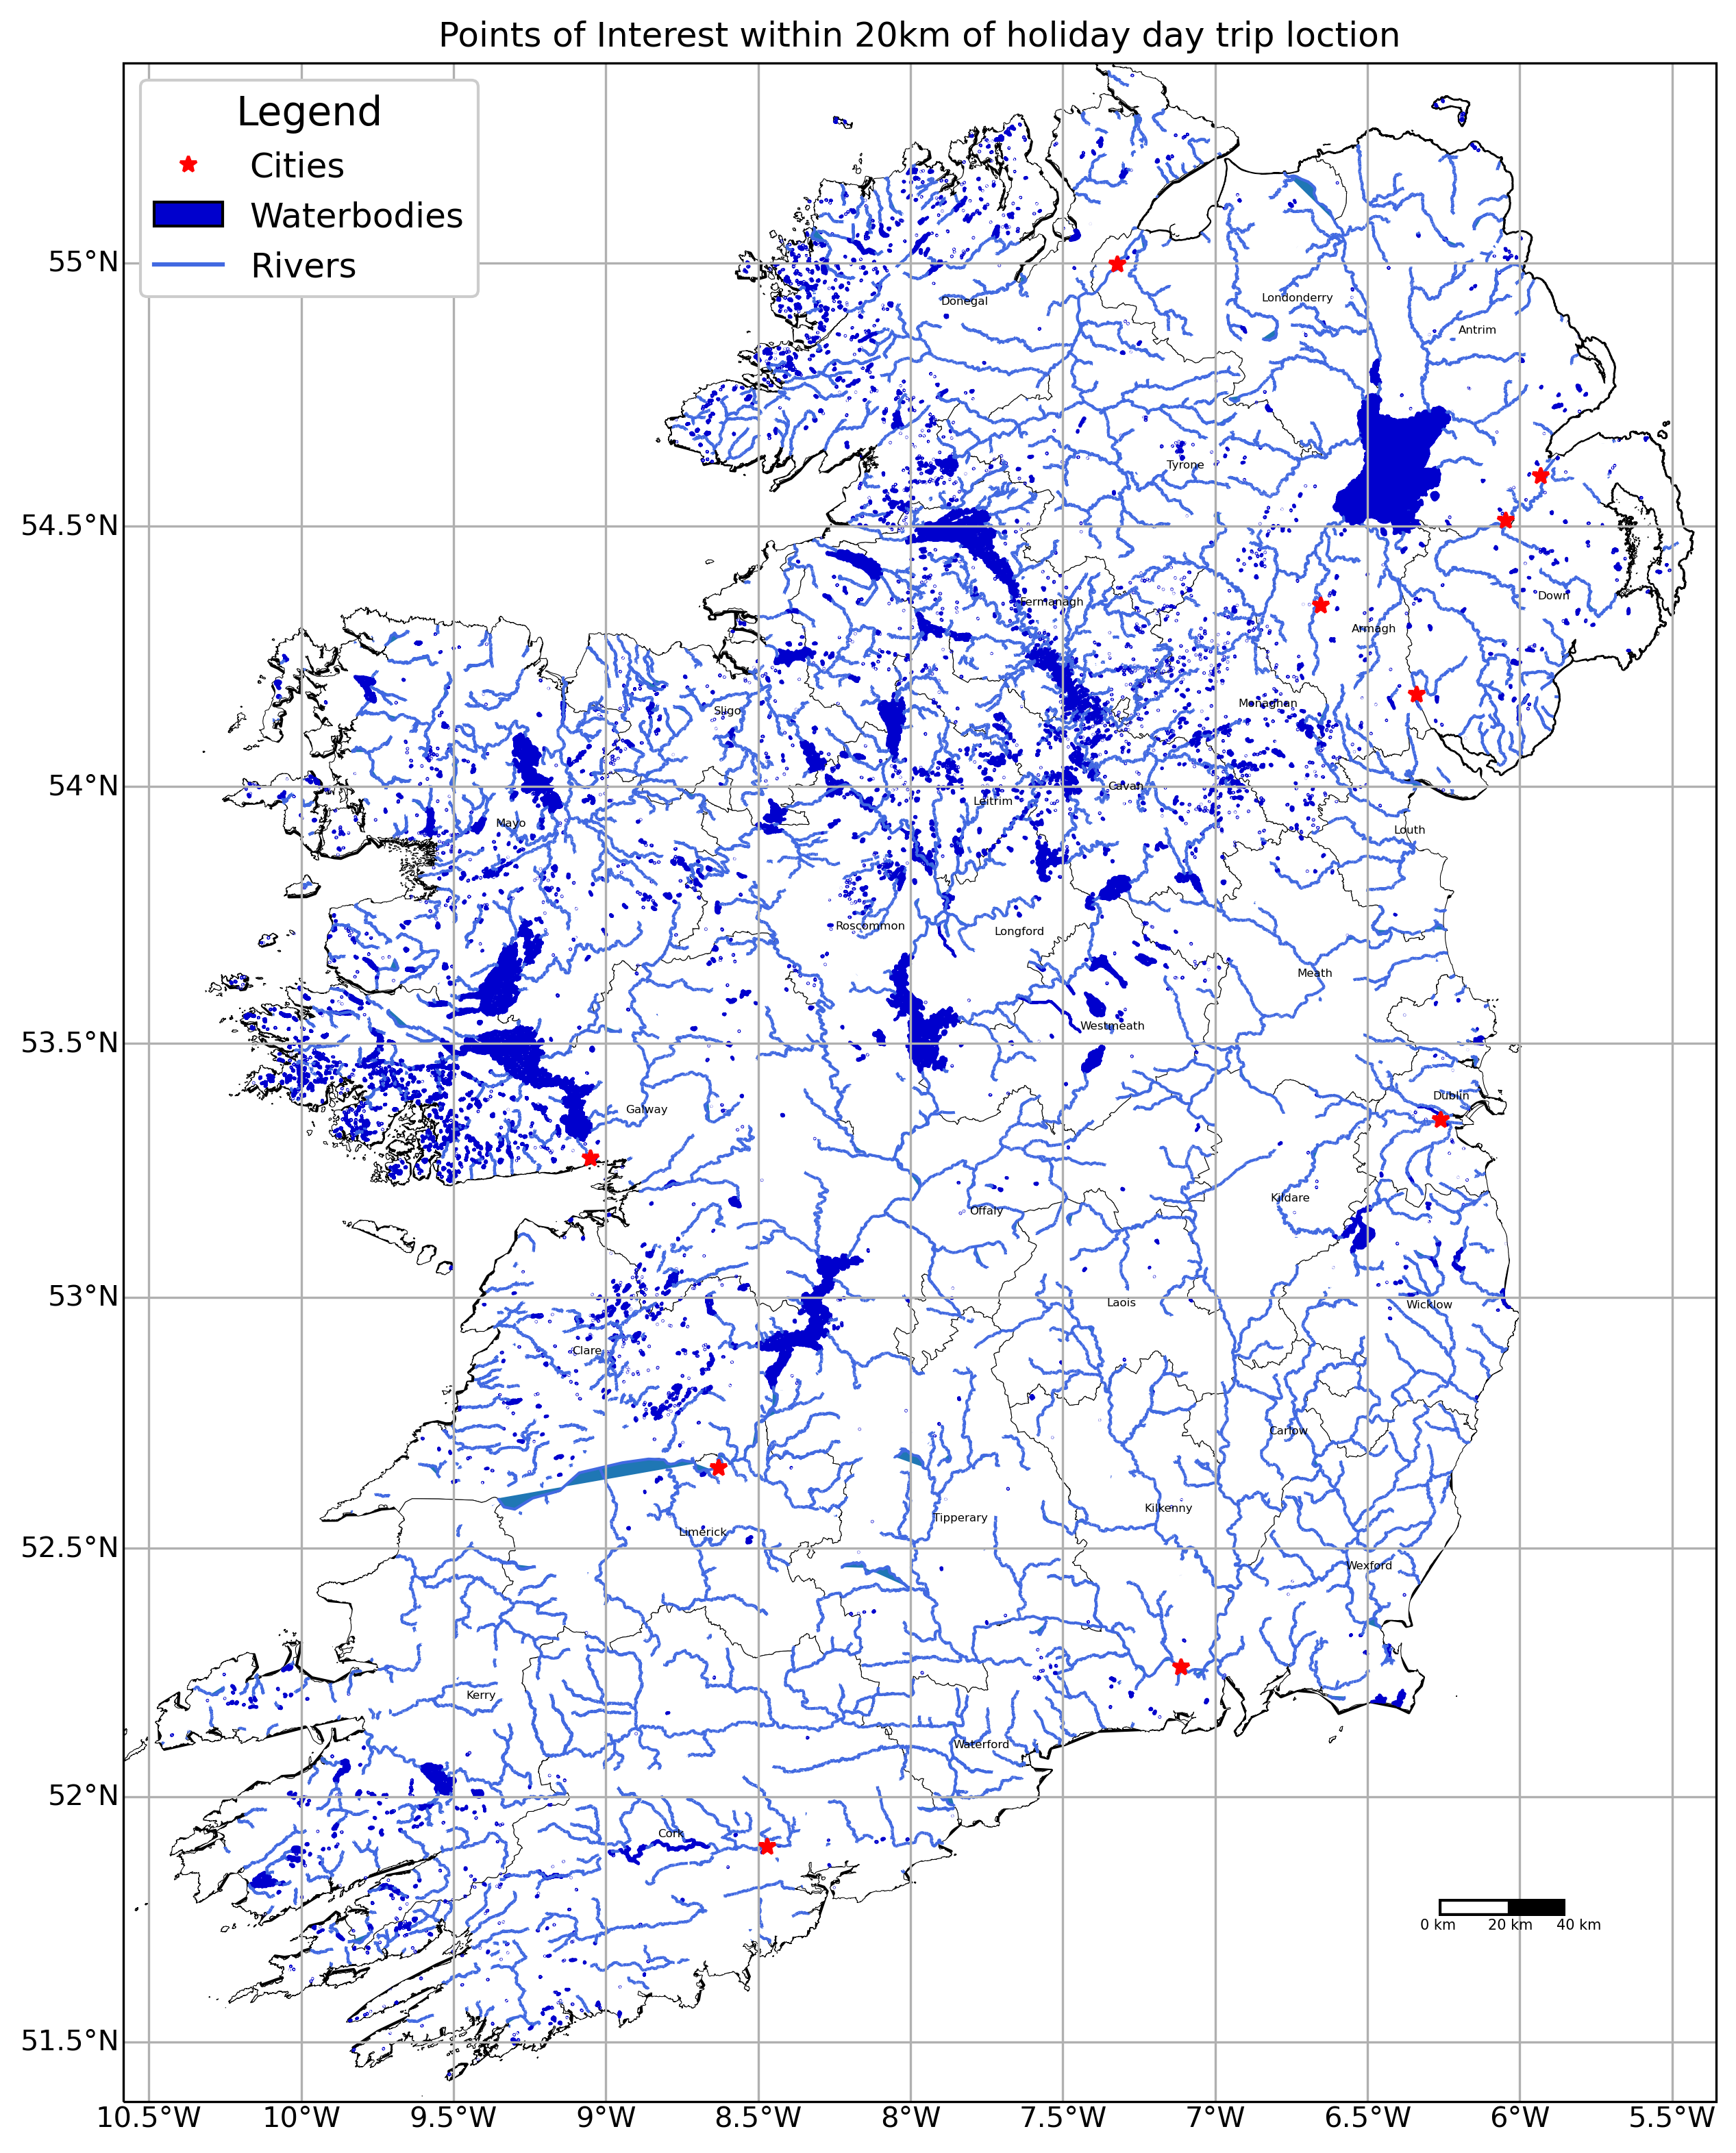 Points of Interest within 20km of holiday day trip loction
Legend
Cities
Waterbodies
Rivers
55°N
54.5°N
54°N
53.5°N
53°N
52.5°N
52°N
51.5°N
Donegal
Londonderry
Antrim
Tyrone
Fermanagh
Down
Armagh
Sligo
Monaghan
Cavan
Leitrim
Mayo
Louth
Roscommon
Longford
Meath
Westmeath
Dublin
Galway
Kildare
Offaly
Laois
Wicklow
Clare
Carlow
Kilkenny
Tipperary
Limerick
Wexford
Kerry
Waterford
Cork
0 km 20 km 40 km
10.5°W 10°W 9.5°W 9°W 8.5°W 8°W 7.5°W 7°W 6.5°W 6°W 5.5°W